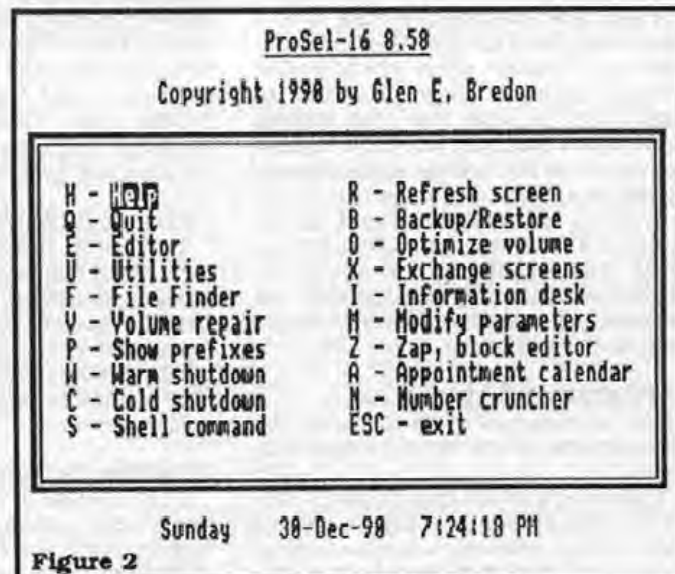 ProSel-16 8.58
Copyright 1990 by Glen E. Bredon
H - Help
Q - Quit
E - Editor
U - Utilities
F - File Finder
V - Volume repair
P - Show prefixes
W - Warm shutdown
C - Cold shutdown
S - Shell command
R - Refresh screen
B - Backup/Restore
O - Optimize volume
X - Exchange screens
I - Information desk
M - Modify parameters
Z - Zap, block editor
A - Appointment calendar
N - Number cruncher
ESC - exit
Sunday 30-Dec-90 7:24:18 PM
Figure 2